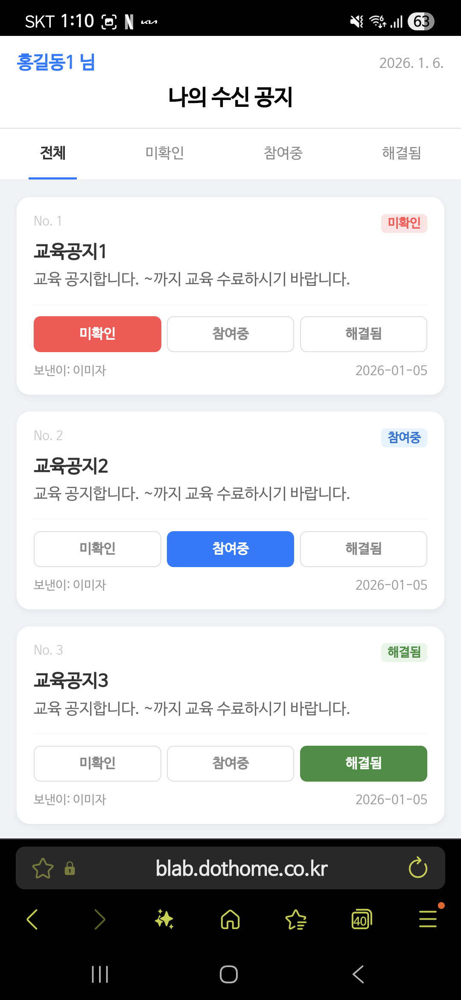 SKT 1:10
63
홍길동1 님
2026. 1. 6.
나의 수신 공지
전체 미확인 참여중 해결됨
No. 1
미확인
교육공지1
교육 공지합니다. ~까지 교육 수료하시기 바랍니다.
미확인 참여중 해결됨
보낸이: 이미자
2026-01-05
No. 2
참여중
교육공지2
교육 공지합니다. ~까지 교육 수료하시기 바랍니다.
미확인 참여중 해결됨
보낸이: 이미자
2026-01-05
No. 3
해결됨
교육공지3
교육 공지합니다. ~까지 교육 수료하시기 바랍니다.
미확인 참여중 해결됨
보낸이: 이미자
2026-01-05
blab.dothome.co.kr
40